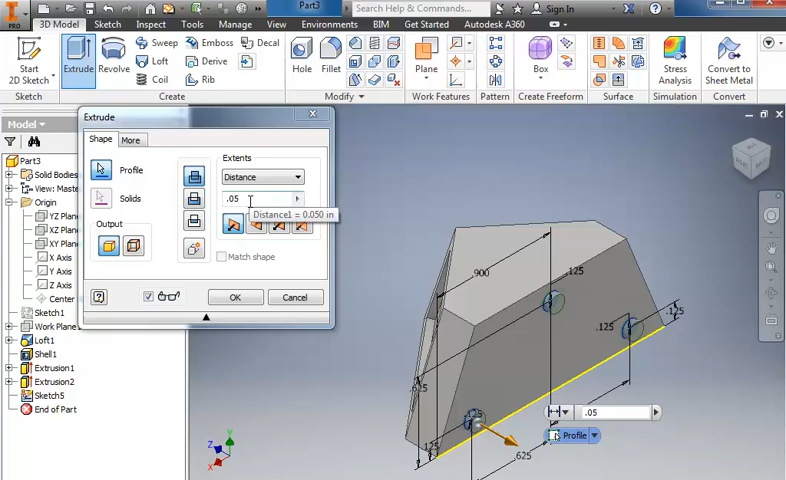 PRO
Part3
Sign In
3D Model
Sketch
Inspect
Tools
Manage
View
Environments
BIM
Get Started
Autodesk A360
Start
2D Sketch
Extrude
Revolve
Sweep
Loft
Coil
Emboss
Derive
Rib
Decal
Hole
Fillet
Plane
Box
Stress
Analysis
Convert to
Sheet Metal
Sketch
Create
Modify
Work Features
Pattern
Create Freeform
Surface
Simulation
Convert
Model
Part3
Solid Bodies
View: Maste
Origin
YZ Plane
XZ Plane
XY Plane
X Axis
Y Axis
Z Axis
Center
Sketch1
Work Plane
Loft1
Shell1
Extrusion1
Extrusion2
Sketch5
End of Part
Extrude
Shape
More
Profile
Solids
Output
Extents
Distance
.05
Distance1 = 0.050 in
Match shape
OK
Cancel
.900
.125
.125
.125
.625
.125
.125
.625
.05
Profile
Z
Y
X